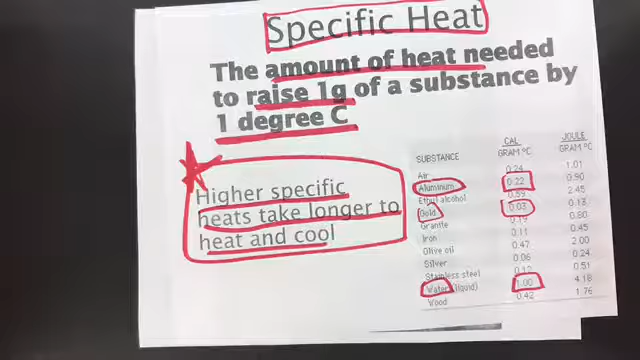 Specific Heat
The amount of heat needed
to raise 1g of a substance by
1 degree C
Higher specific
heats take longer to
heat and cool
SUBSTANCE CAL GRAM °C JOULE GRAM °C
Air 0.24 1.01
Aluminum 0.22 0.90
Ethyl alcohol 0.59 2.45
Gold 0.03 0.13
Granite 0.19 0.80
Iron 0.11 0.45
Olive oil 0.47 2.00
Silver 0.06 0.24
Stainless steel 0.12 0.51
Water (liquid) 1.00 4.18
Wood 0.42 1.76